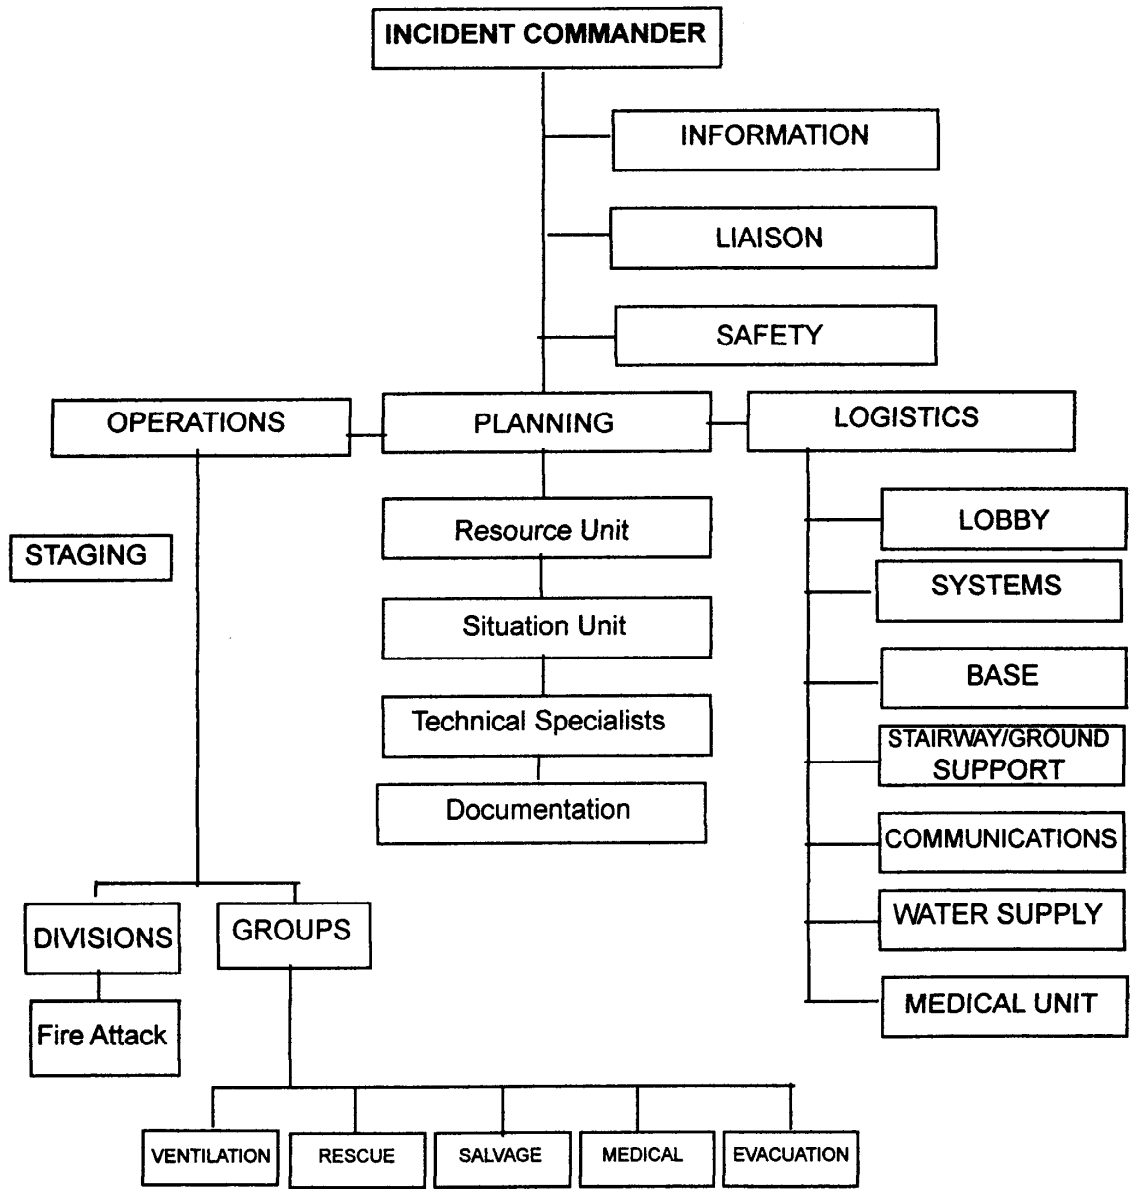 INCIDENT COMMANDER
INFORMATION
LIAISON
SAFETY
OPERATIONS
PLANNING
LOGISTICS
STAGING
Resource Unit
Situation Unit
Technical Specialists
Documentation
LOBBY
SYSTEMS
BASE
STAIRWAY/GROUND
SUPPORT
COMMUNICATIONS
WATER SUPPLY
MEDICAL UNIT
DIVISIONS
GROUPS
Fire Attack
VENTILATION
RESCUE
SALVAGE
MEDICAL
EVACUATION